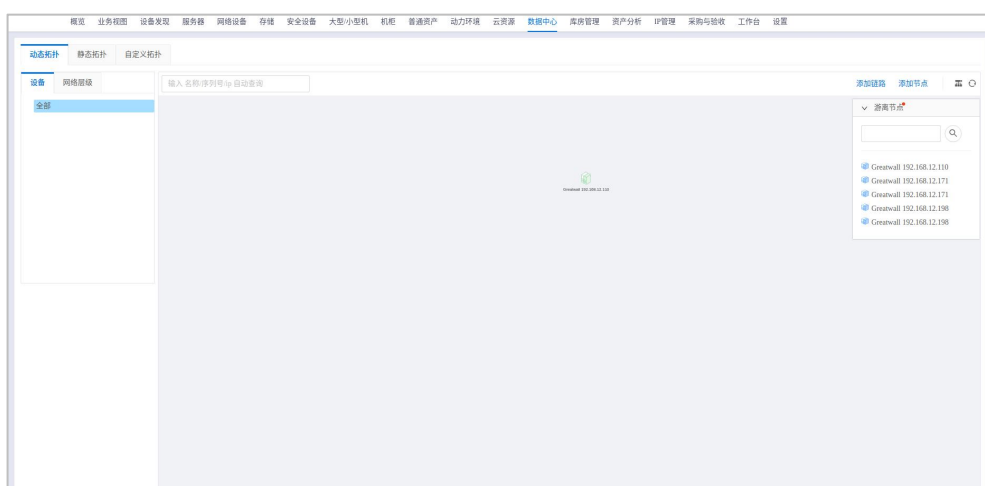 概览 业务视图 设备发现 服务器 网络设备 存储 安全设备 大型/小型机 机柜 普通资产 动力环境 云资源 数据中心 库房管理 资产分析 IP管理 采购与验收 工作台 设置
动态拓扑 静态拓扑 自定义拓扑
设备 网络层级
输入 名称/序列号/ip 自动查询
添加链路 添加节点
全部
游离节点
Greatwall 192.168.12.110
Greatwall 192.168.12.171
Greatwall 192.168.12.171
Greatwall 192.168.12.198
Greatwall 192.168.12.198